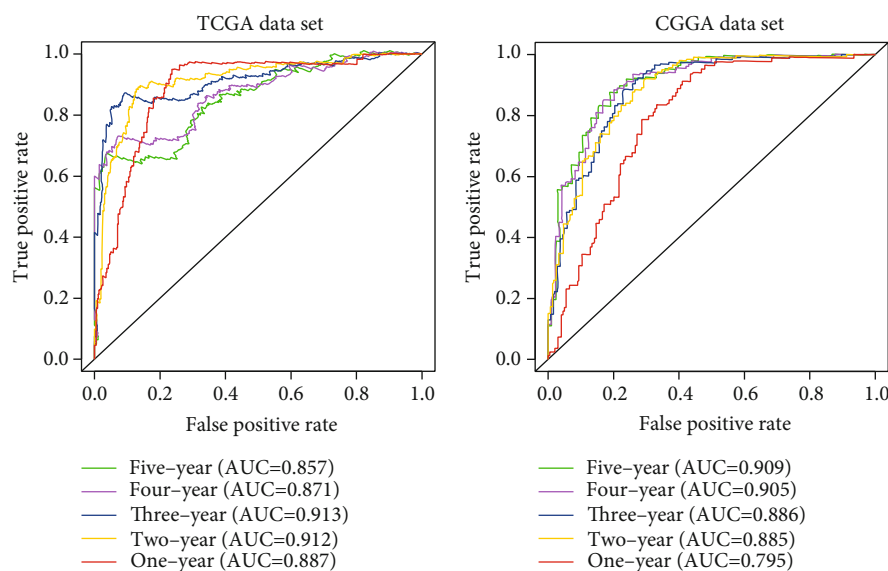 TCGA data set
1.0
0.8
0.6
0.4
0.2
0.0
True positive rate
0.0 0.2 0.4 0.6 0.8 1.0
False positive rate
Five–year (AUC=0.857)
Four–year (AUC=0.871)
Three–year (AUC=0.913)
Two–year (AUC=0.912)
One–year (AUC=0.887)
CGGA data set
1.0
0.8
0.6
0.4
0.2
0.0
True positive rate
0.0 0.2 0.4 0.6 0.8 1.0
False positive rate
Five–year (AUC=0.909)
Four–year (AUC=0.905)
Three–year (AUC=0.886)
Two–year (AUC=0.885)
One–year (AUC=0.795)